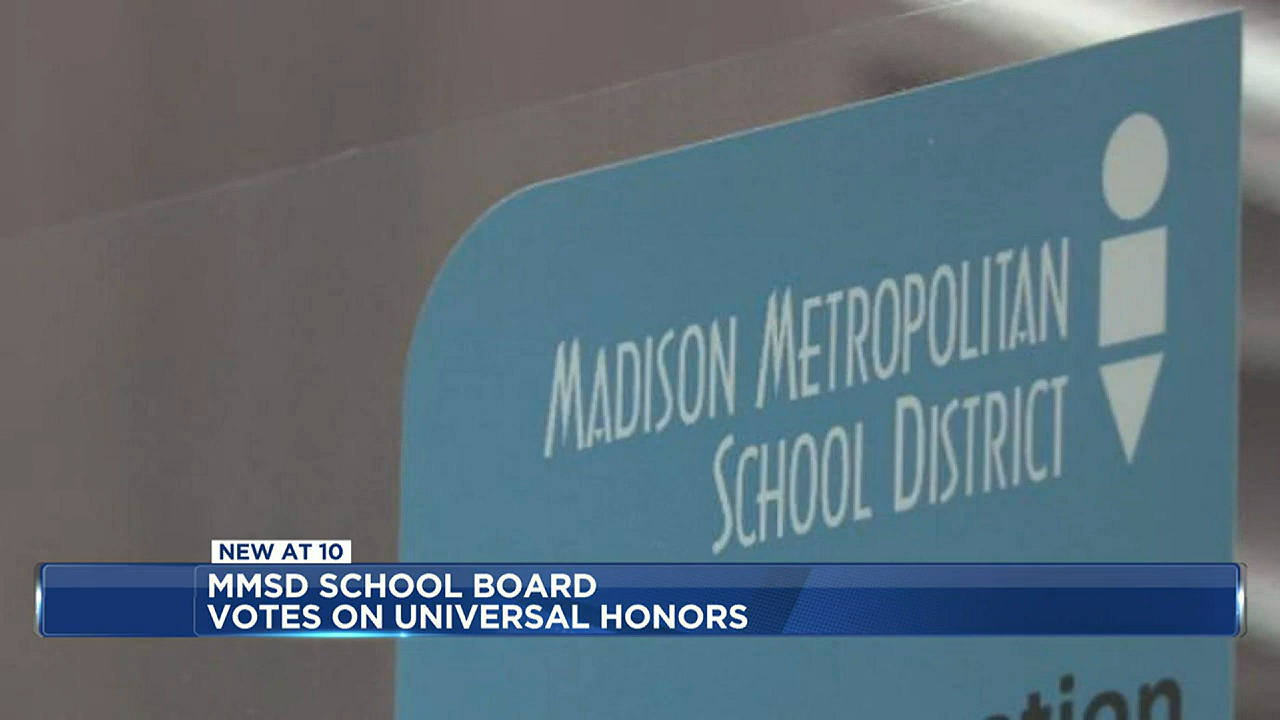 MADISON METROPOLITAN
SCHOOL DISTRICT
NEW AT 10
MMSD SCHOOL BOARD
VOTES ON UNIVERSAL HONORS